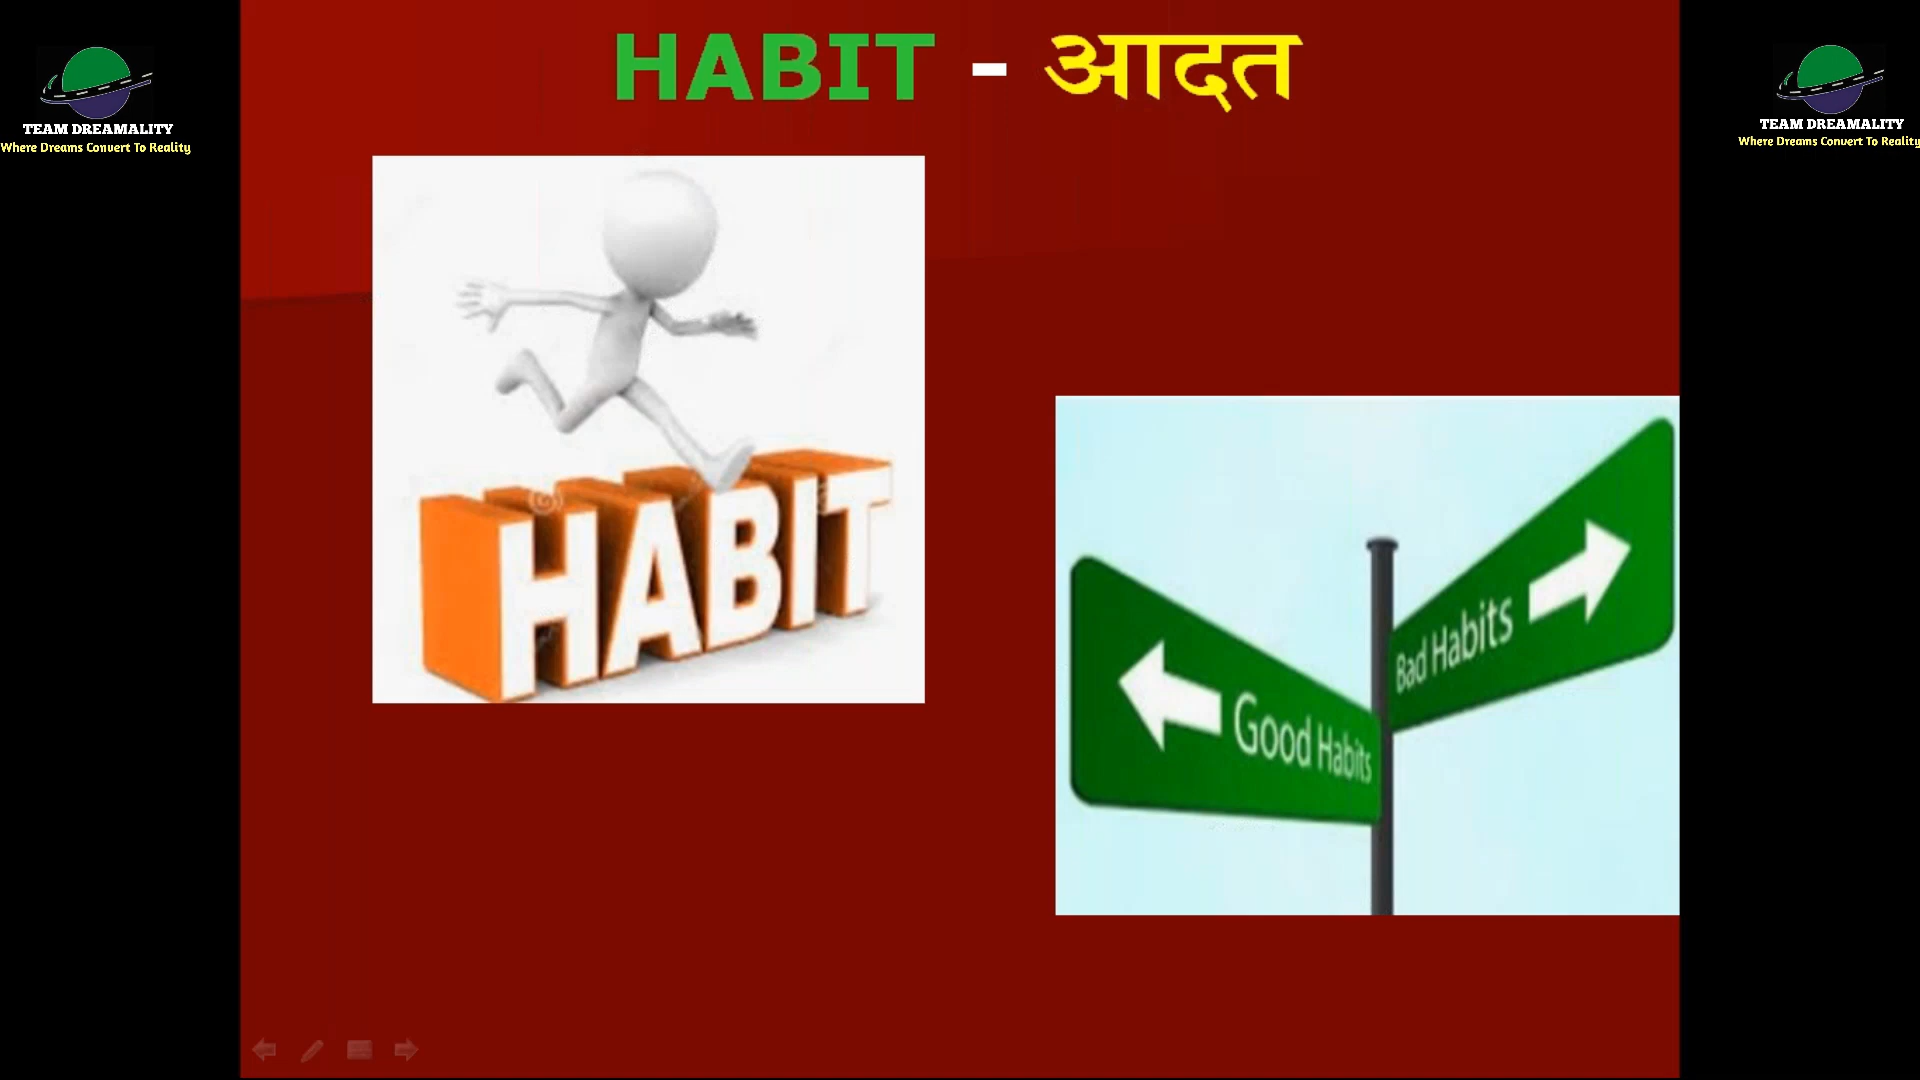 HABIT - आदत
TEAM DREAMALITY
Where Dreams Convert To Reality
TEAM DREAMALITY
Where Dreams Convert To Reality
HABIT
Bad Habits
Good Habits